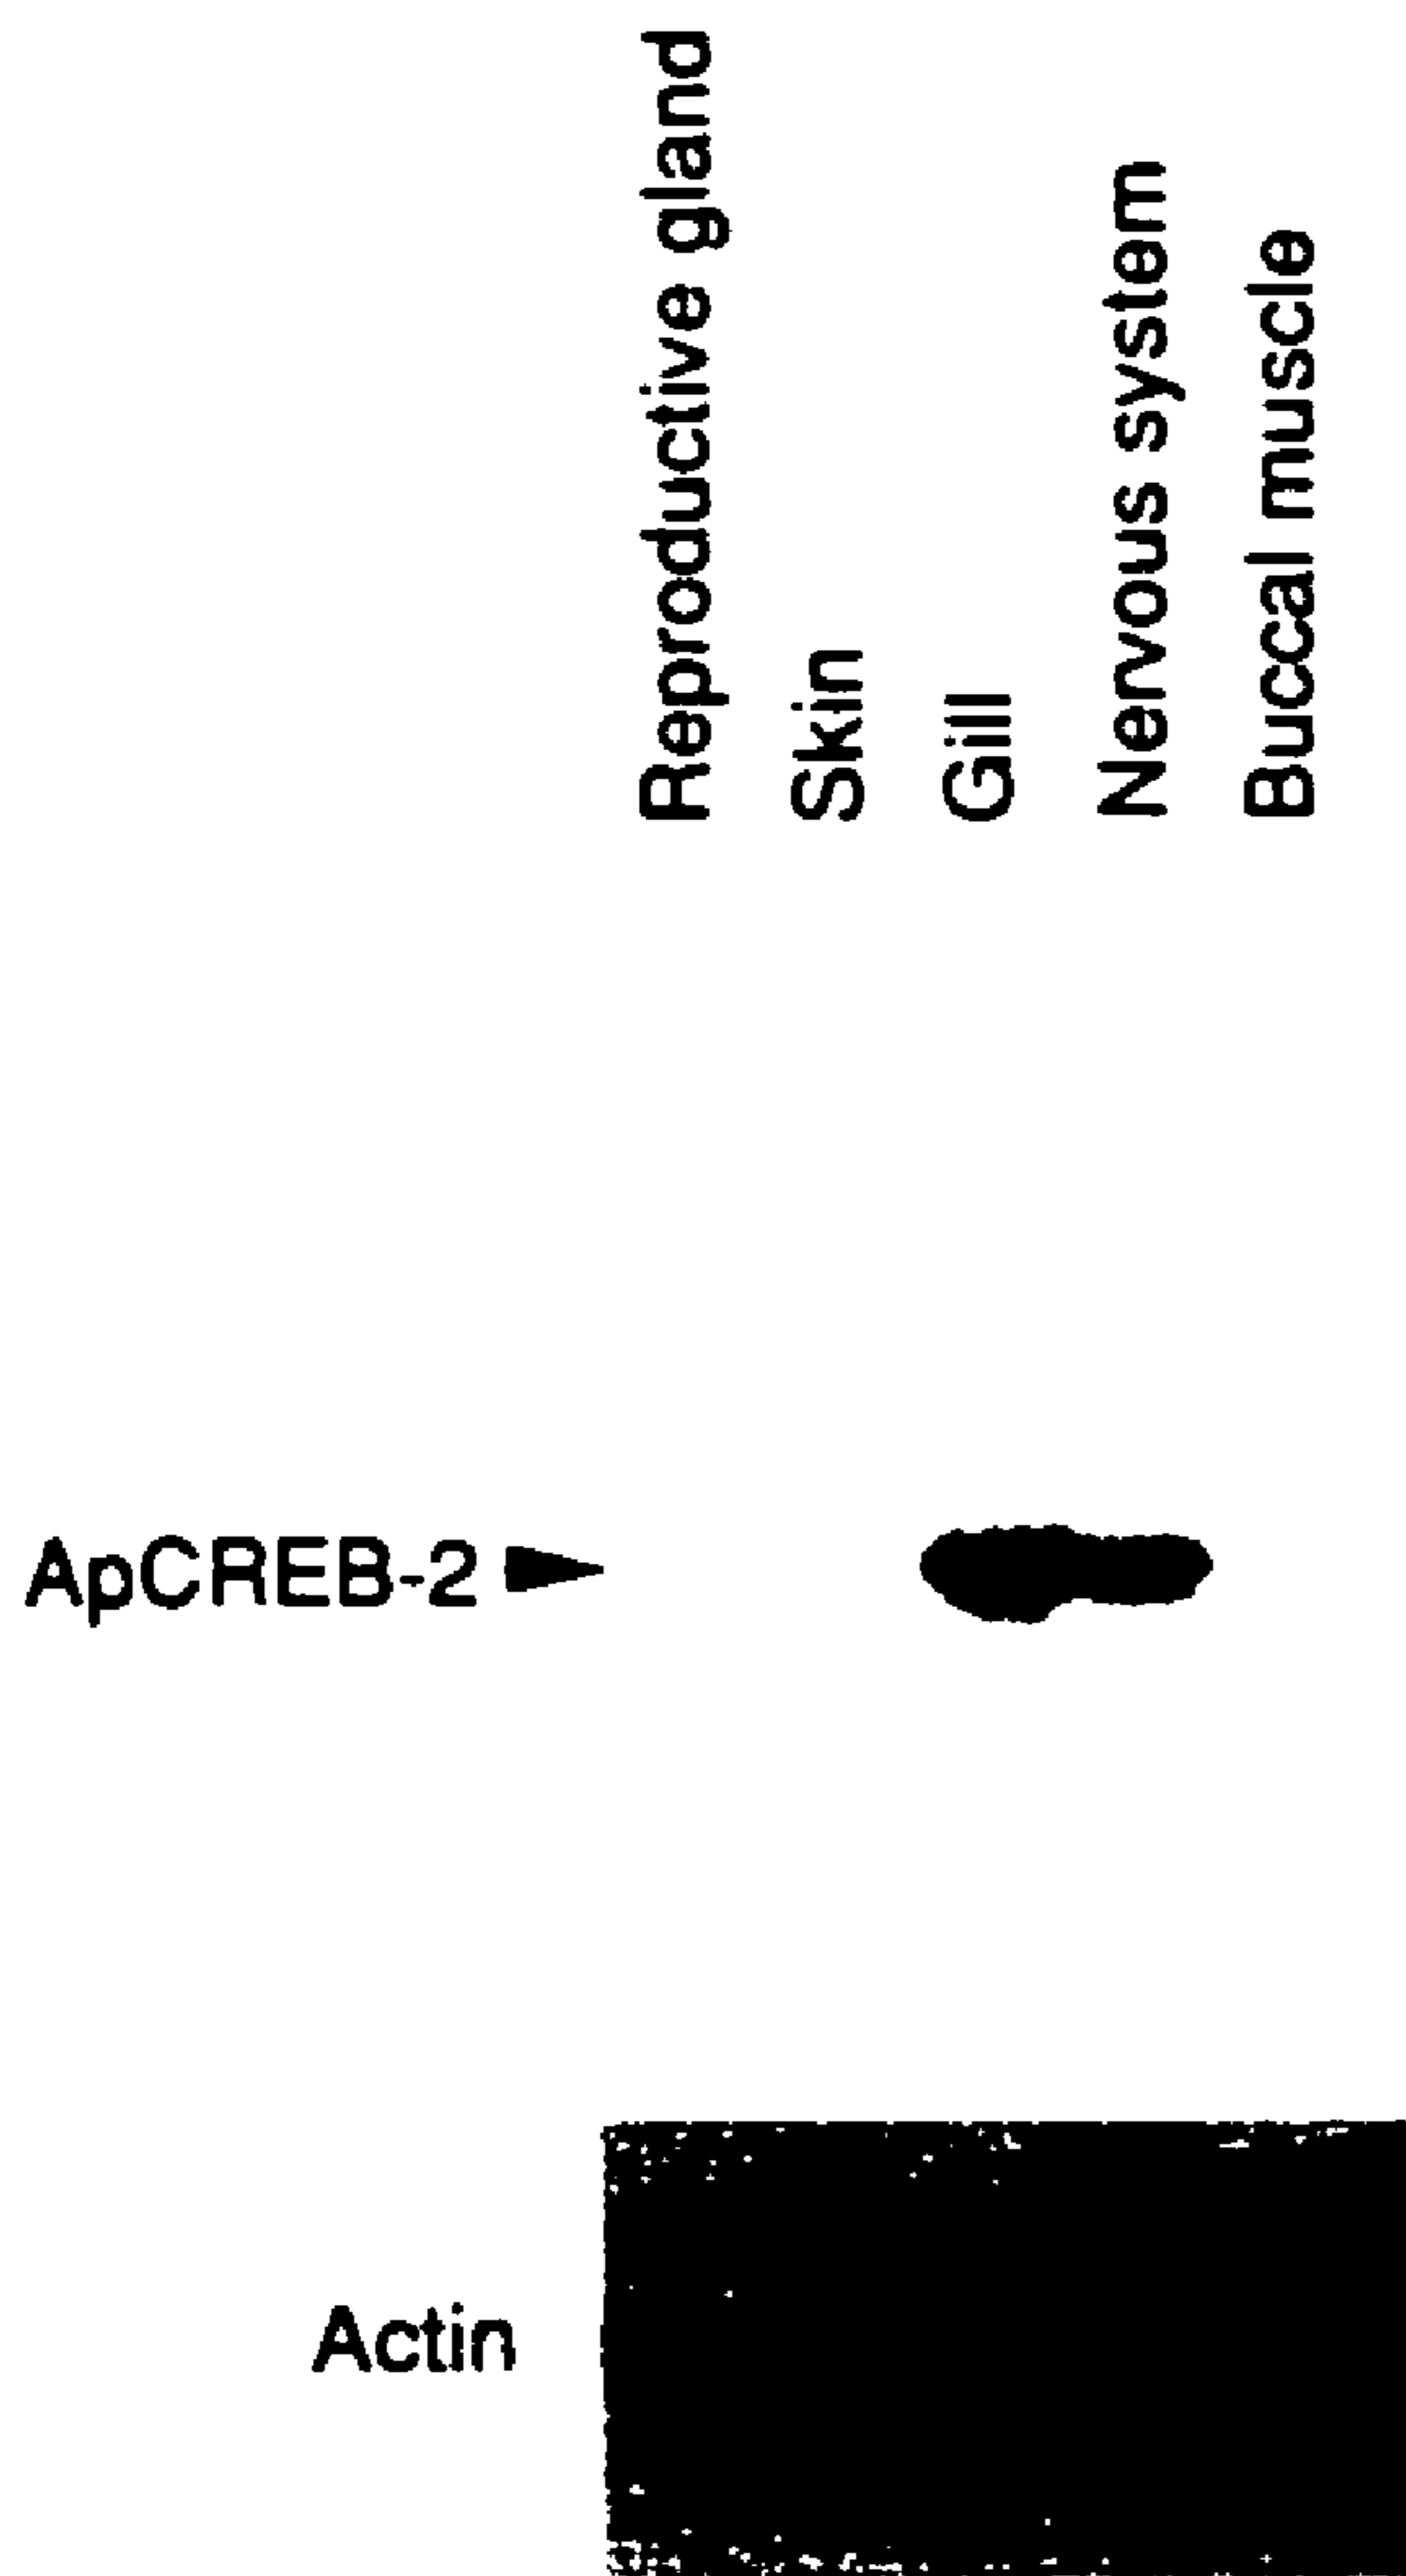 Reproductive gland
Skin
Gill
Nervous system
Buccal muscle
ApCREB-2
Actin